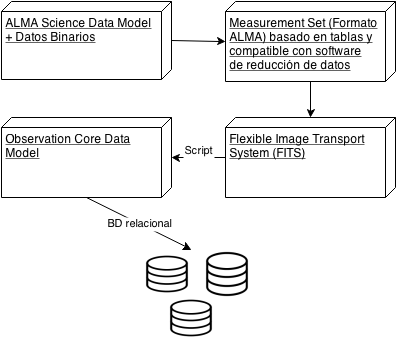 ALMA Science Data Model
+ Datos Binarios
Measurement Set (Formato
ALMA) basado en tablas y
compatible con software
de reducción de datos
Observation Core Data
Model
Script
Flexible Image Transport
System (FITS)
BD relacional